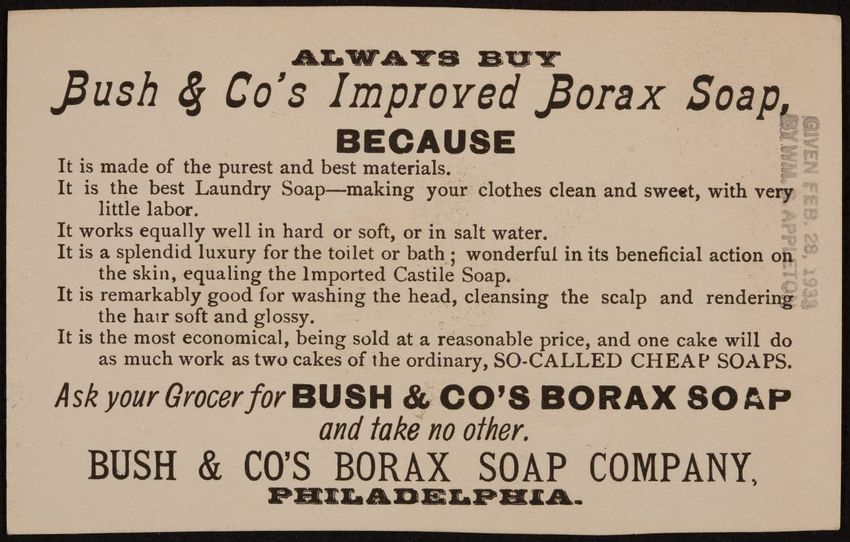 ALWAYS BUY
Bush & Co's Improved Borax Soap,
BECAUSE
It is made of the purest and best materials.
It is the best Laundry Soap—making your clothes clean and sweet, with very
little labor.
It works equally well in hard or soft, or in salt water.
It is a splendid luxury for the toilet or bath; wonderful in its beneficial action on
the skin, equaling the Imported Castile Soap.
It is remarkably good for washing the head, cleansing the scalp and rendering
the hair soft and glossy.
It is the most economical, being sold at a reasonable price, and one cake will do
as much work as two cakes of the ordinary, SO-CALLED CHEAP SOAPS.
Ask your Grocer for BUSH & CO'S BORAX SOAP
and take no other.
BUSH & CO'S BORAX SOAP COMPANY,
PHILADELPHIA.
GIVEN FEB. 28, 1933
BY WM. APPLETON